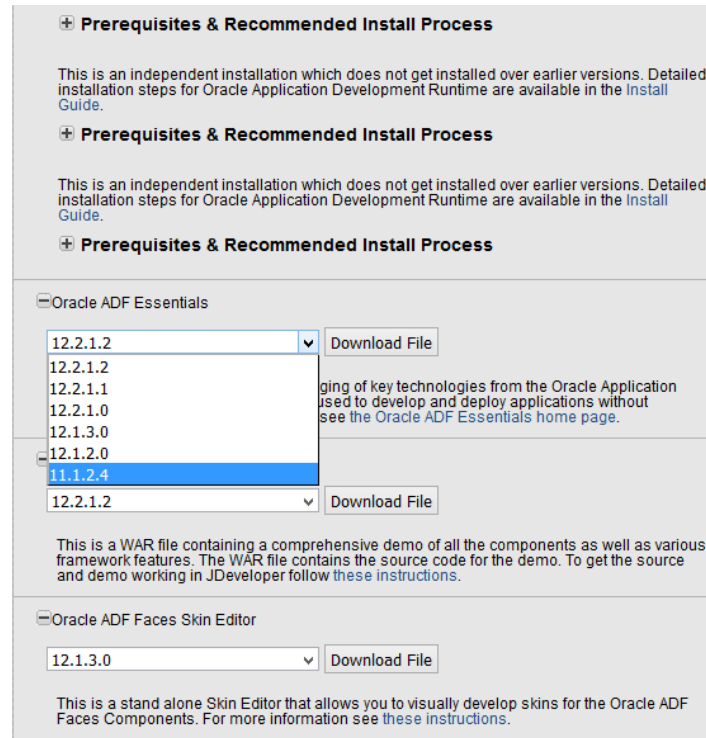 Prerequisites & Recommended Install Process
This is an independent installation which does not get installed over earlier versions. Detailed
installation steps for Oracle Application Development Runtime are available in the Install
Guide.
Prerequisites & Recommended Install Process
This is an independent installation which does not get installed over earlier versions. Detailed
installation steps for Oracle Application Development Runtime are available in the Install
Guide.
Prerequisites & Recommended Install Process
Oracle ADF Essentials
12.2.1.2 Download File
12.2.1.2
12.2.1.1 ging of key technologies from the Oracle Application
12.2.1.0 used to develop and deploy applications without
12.1.3.0 see the Oracle ADF Essentials home page.
12.1.2.0
11.1.2.4
12.2.1.2 Download File
This is a WAR file containing a comprehensive demo of all the components as well as various
framework features. The WAR file contains the source code for the demo. To get the source
and demo working in JDeveloper follow these instructions.
Oracle ADF Faces Skin Editor
12.1.3.0 Download File
This is a stand alone Skin Editor that allows you to visually develop skins for the Oracle ADF
Faces Components. For more information see these instructions.